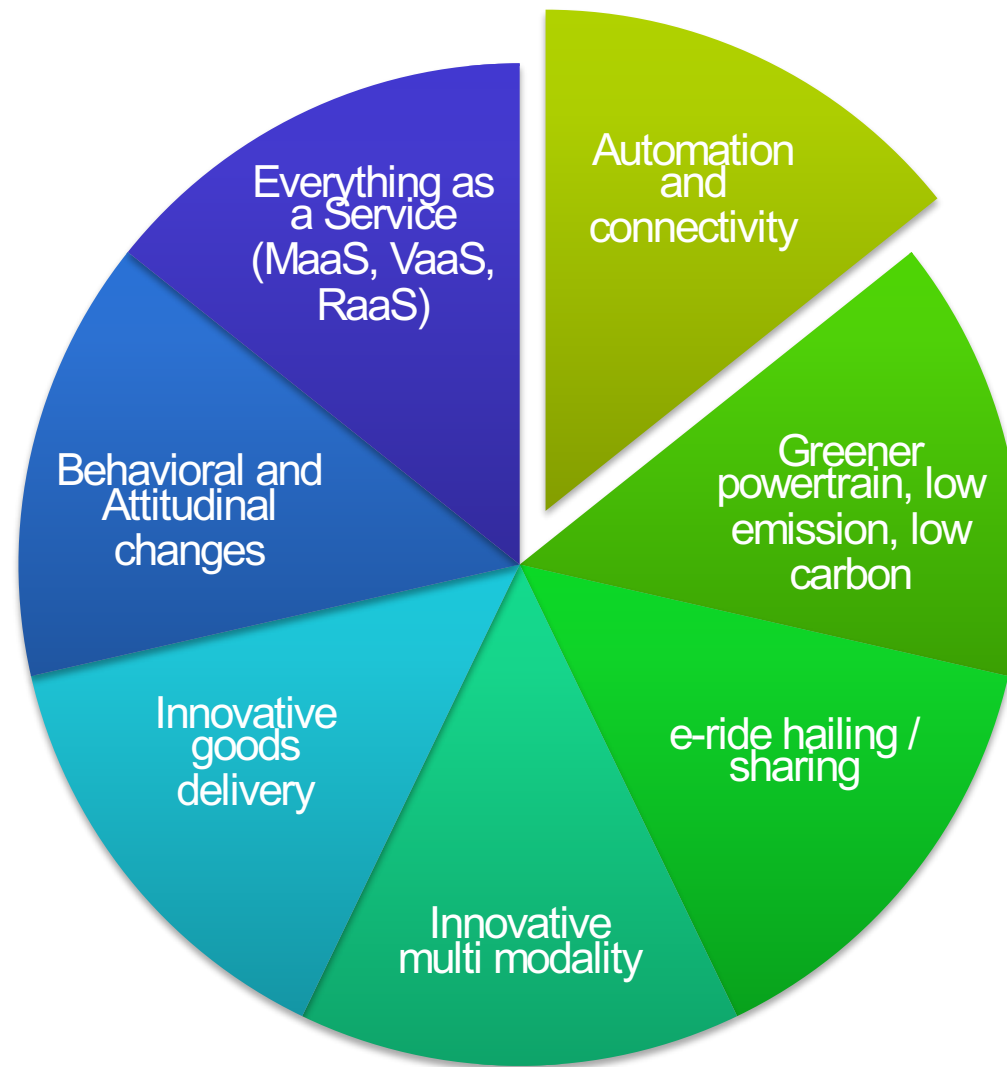 Automation
and
connectivity
Greener
powertrain, low
emission, low
carbon
e-ride hailing /
sharing
Innovative
multi modality
Innovative
goods
delivery
Behavioral and
Attitudinal
changes
Everything as
a Service
(MaaS, VaaS,
RaaS)